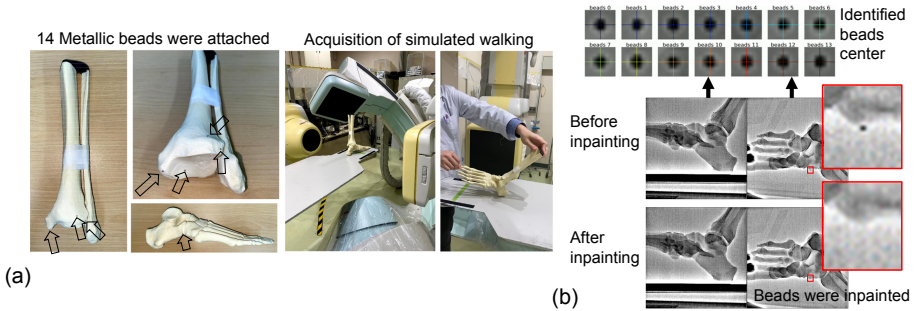 14 Metallic beads were attached
Acquisition of simulated walking
(a)
beads 0 beads 1 beads 2 beads 3 beads 4 beads 5 beads 6
beads 7 beads 8 beads 9 beads 10 beads 11 beads 12 beads 13
Identified
beads
center
Before
inpainting
After
inpainting
Beads were inpainted
(b)